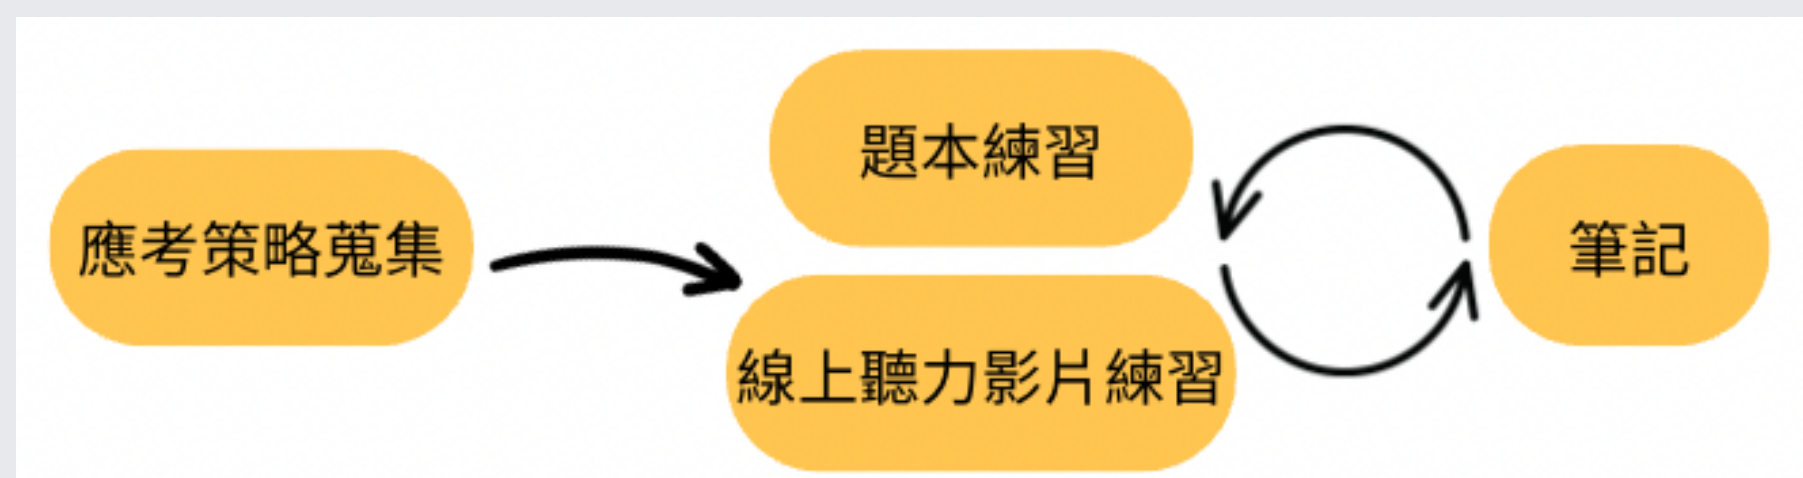 應考策略蒐集
題本練習
線上聽力影片練習
筆記